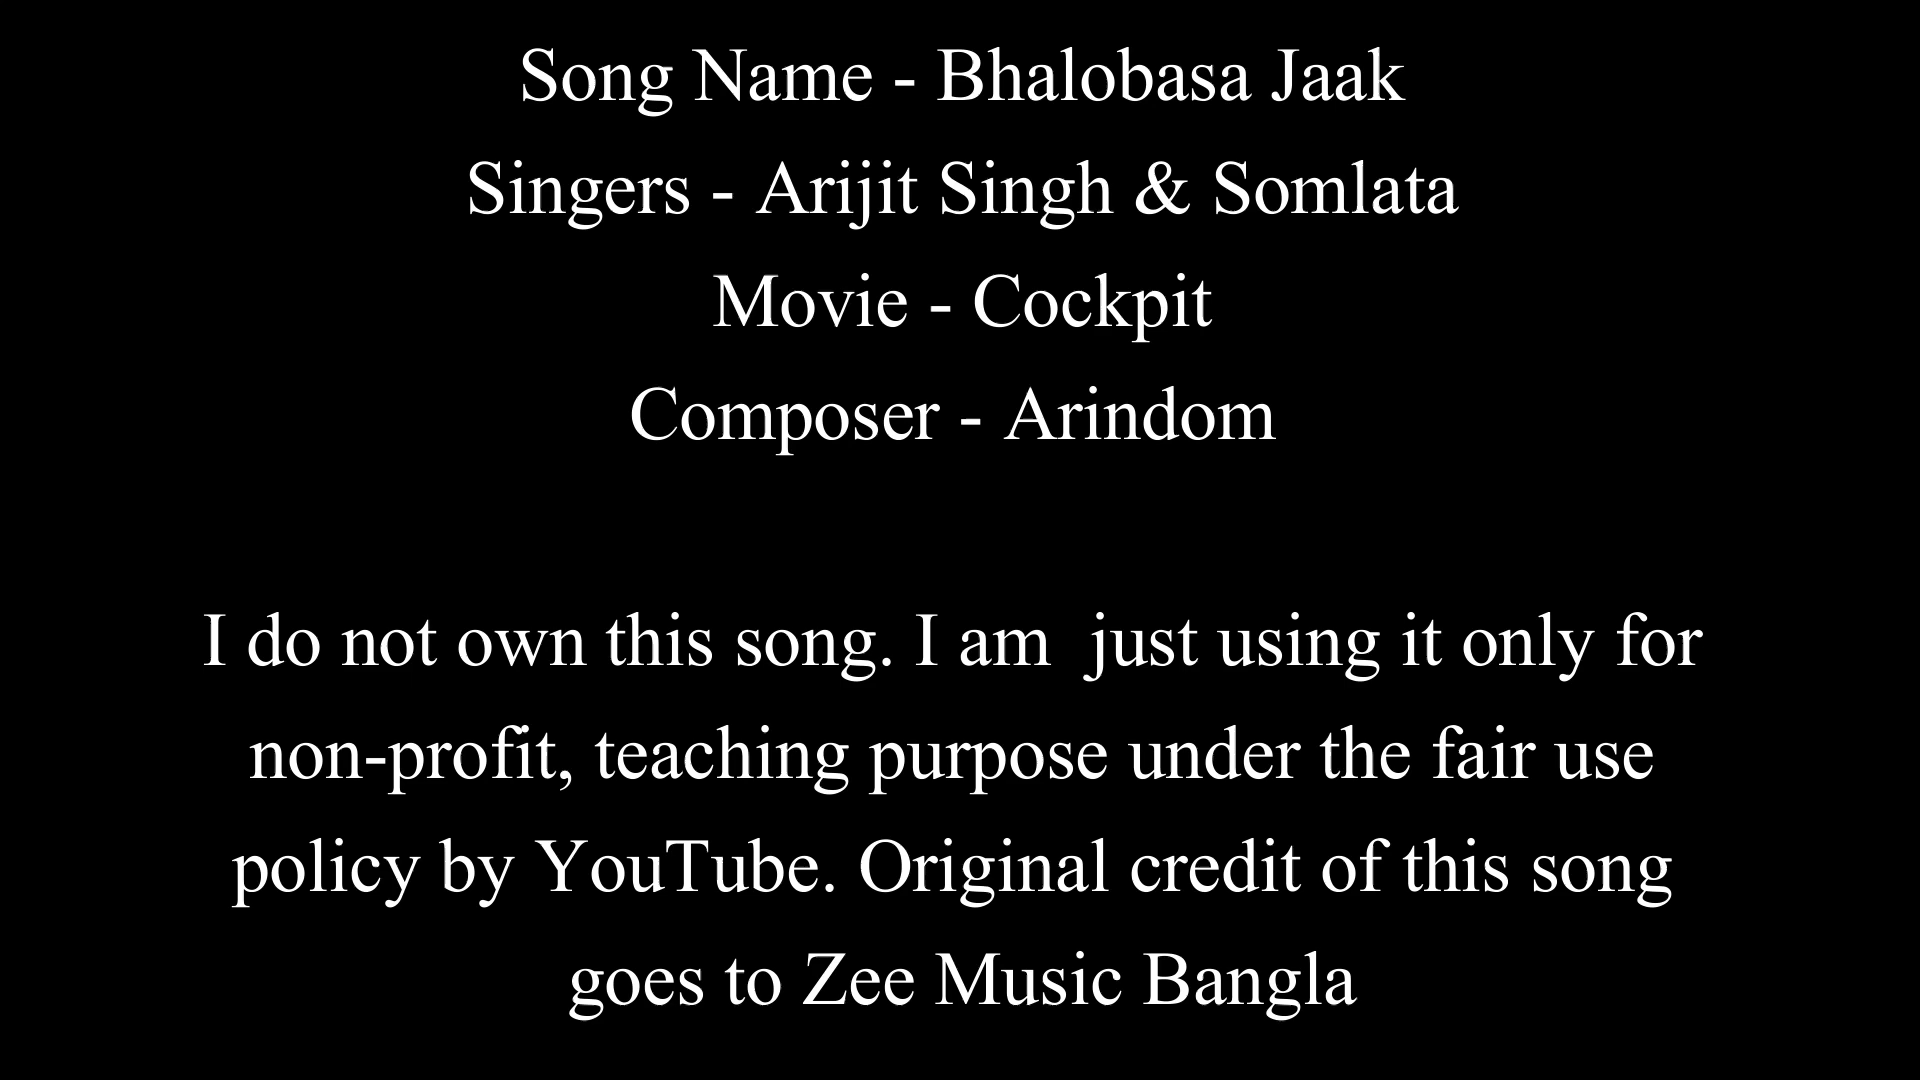 Song Name - Bhalobasa Jaak
Singers - Arijit Singh & Somlata
Movie - Cockpit
Composer - Arindom
I do not own this song. I am  just using it only for
non-profit, teaching purpose under the fair use
policy by YouTube. Original credit of this song
goes to Zee Music Bangla